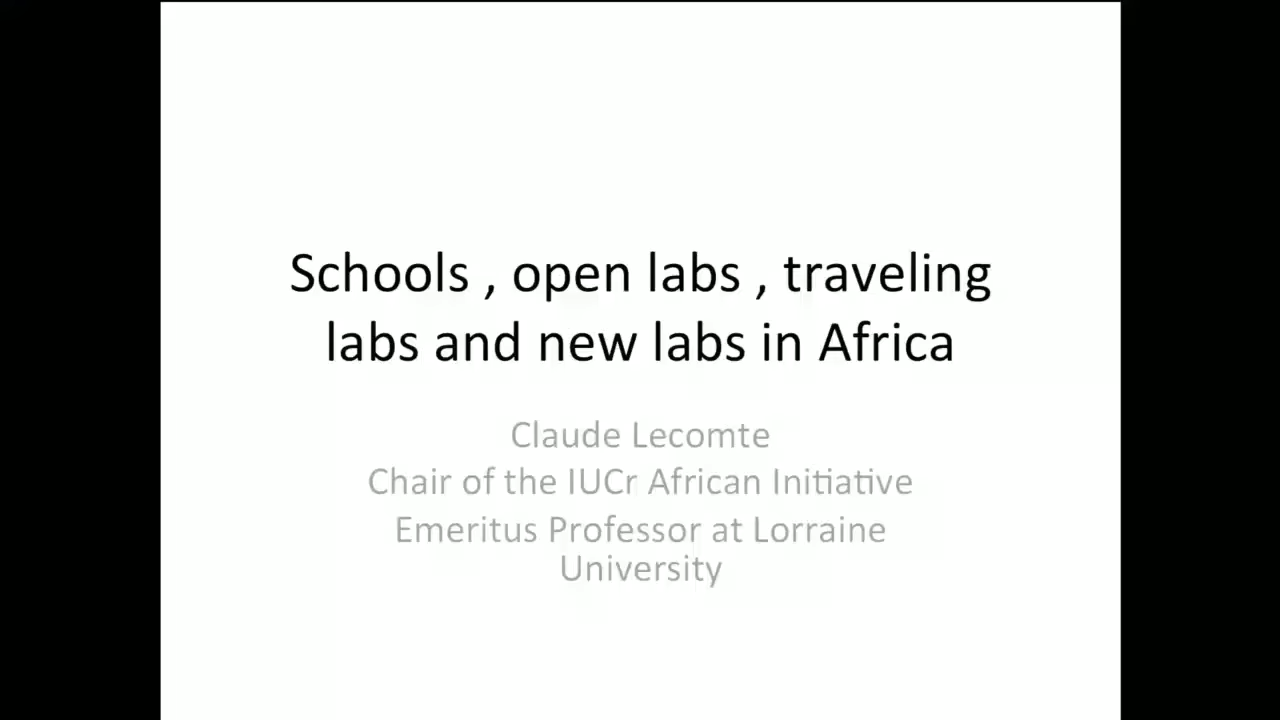 Schools , open labs , traveling
labs and new labs in Africa
Claude Lecomte
Chair of the IUCr African Initiative
Emeritus Professor at Lorraine
University